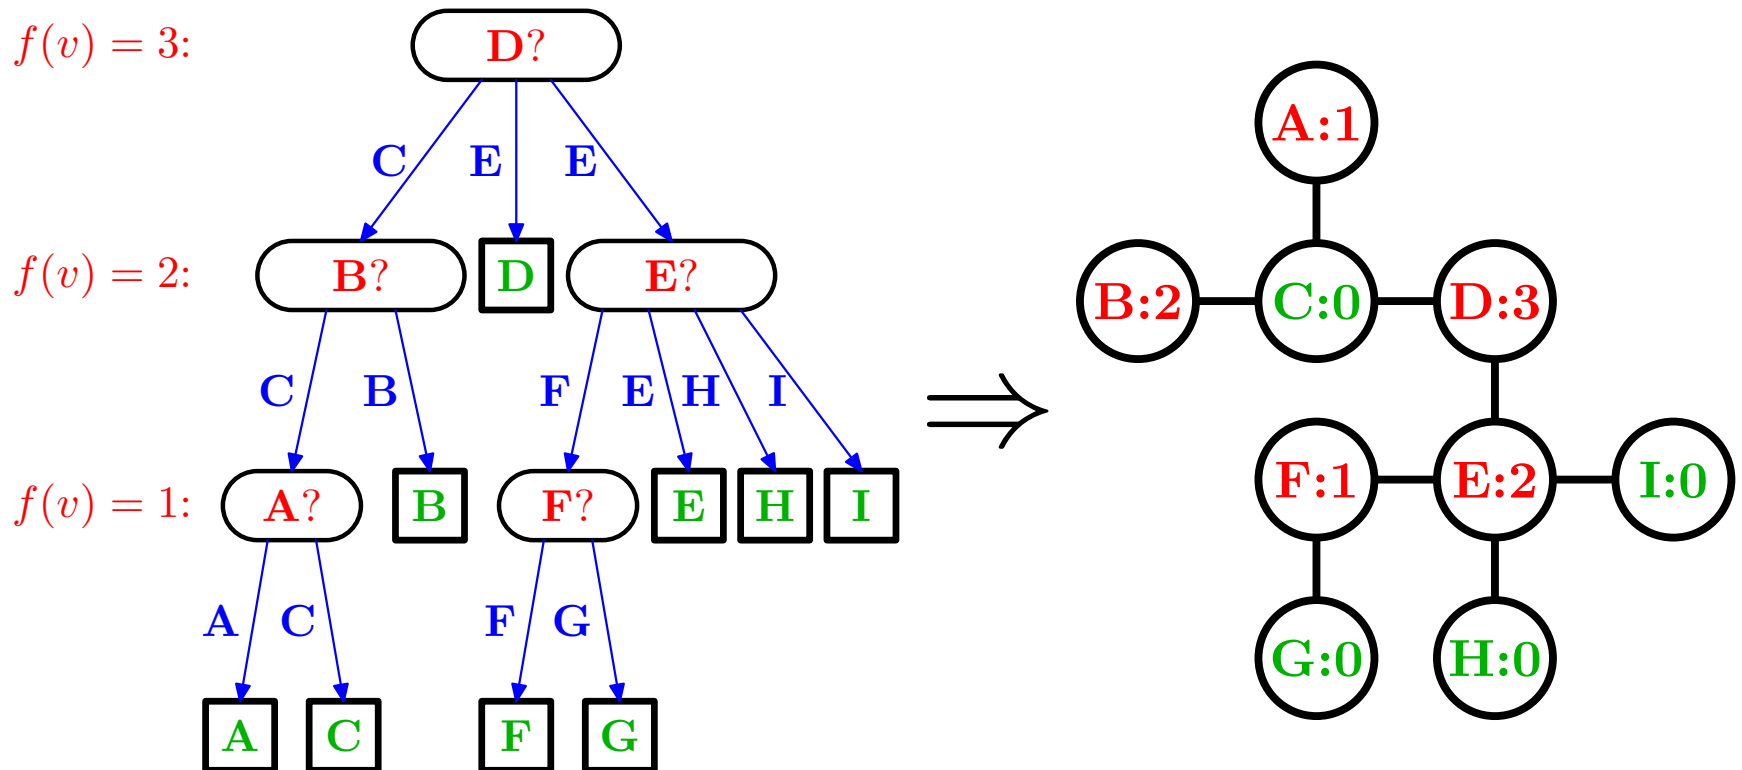 f(v) = 3:
D?
C E E
f(v) = 2:
B? D E?
C B F E H I
f(v) = 1:
A? B F? E H I
A C F G
A C F G
A:1
B:2 C:0 D:3
F:1 E:2 I:0
G:0 H:0